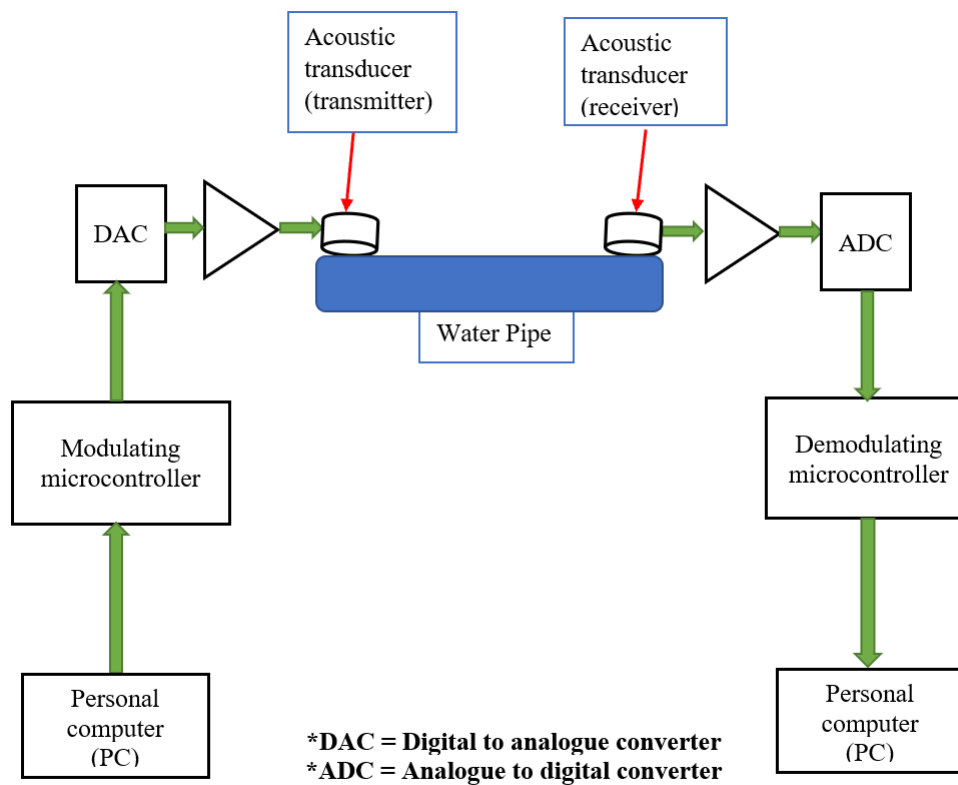 Acoustic
transducer
(transmitter)
Acoustic
transducer
(receiver)
DAC
ADC
Water Pipe
Modulating
microcontroller
Demodulating
microcontroller
Personal
computer
(PC)
Personal
computer
(PC)
*DAC = Digital to analogue converter
*ADC = Analogue to digital converter